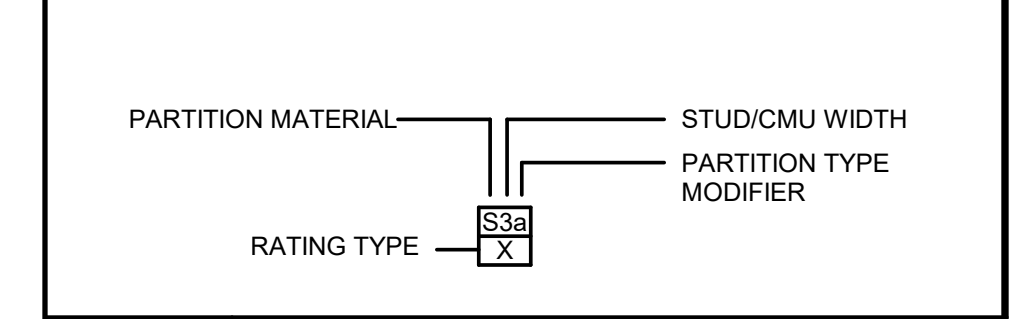 PARTITION MATERIAL
STUD/CMU WIDTH
PARTITION TYPE
MODIFIER
S3a
RATING TYPE
X